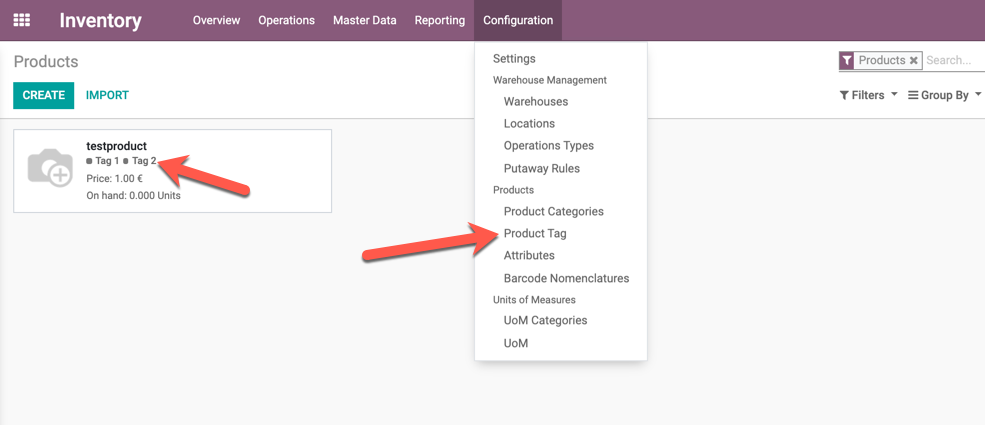 Inventory Overview Operations Master Data Reporting Configuration
Products
CREATE IMPORT
testproduct
Tag 1 Tag 2
Price: 1.00 €
On hand: 0.000 Units
Settings
Warehouse Management
Warehouses
Locations
Operations Types
Putaway Rules
Products
Product Categories
Product Tag
Attributes
Barcode Nomenclatures
Units of Measures
UoM Categories
UoM
Products Search...
Filters Group By